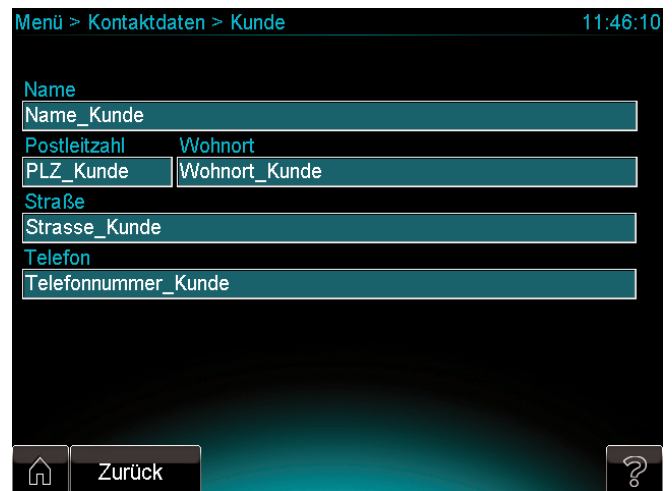 Menü > Kontaktdaten > Kunde 11:46:10
Name
Name_Kunde
Postleitzahl Wohnort
PLZ_Kunde Wohnort_Kunde
Straße
Strasse_Kunde
Telefon
Telefonnummer_Kunde
Zurück ?